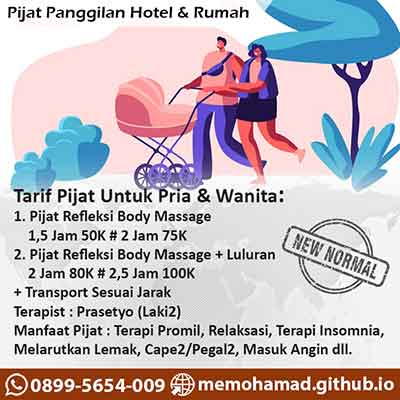 Pijat Panggilan Hotel & Rumah
Tarif Pijat Untuk Pria & Wanita:
1. Pijat Refleksi Body Massage
1,5 Jam 50K # 2 Jam 75K
2. Pijat Refleksi Body Massage + Luluran
2 Jam 80K # 2,5 Jam 100K
+ Transport Sesuai Jarak
Terapist : Prasetyo (Laki2)
Manfaat Pijat : Terapi Promil, Relaksasi, Terapi Insomnia,
Melarutkan Lemak, Cape2/Pegal2, Masuk Angin dll.
NEW NORMAL
0899-5654-009 memohamad.github.io